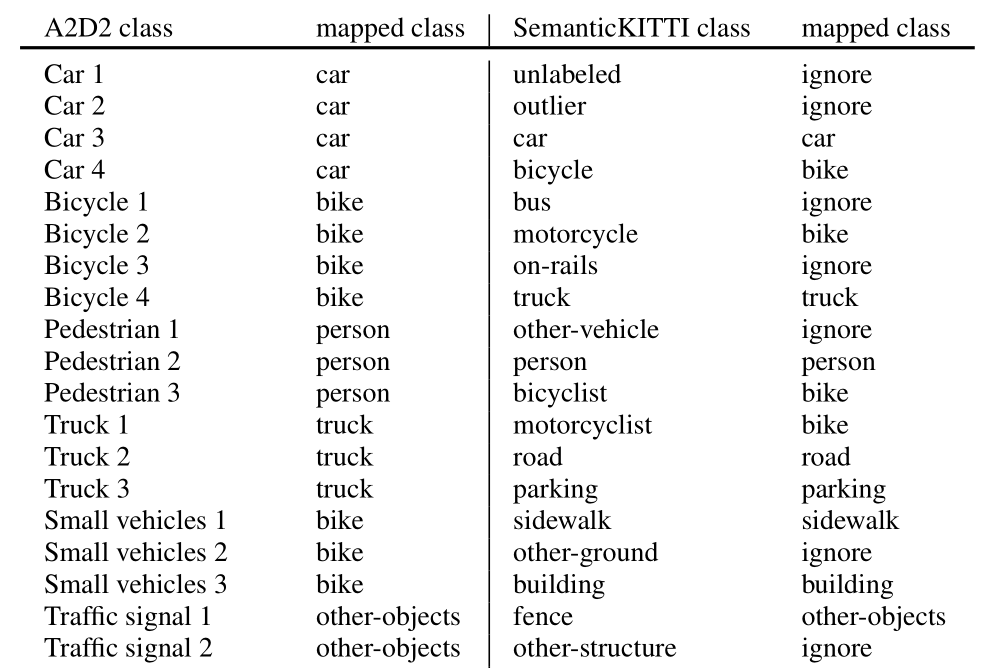 A2D2 class mapped class SemanticKITTI class mapped class
Car 1 car unlabeled ignore
Car 2 car outlier ignore
Car 3 car car car
Car 4 car bicycle bike
Bicycle 1 bike bus ignore
Bicycle 2 bike motorcycle bike
Bicycle 3 bike on-rails ignore
Bicycle 4 bike truck truck
Pedestrian 1 person other-vehicle ignore
Pedestrian 2 person person person
Pedestrian 3 person bicyclist bike
Truck 1 truck motorcyclist bike
Truck 2 truck road road
Truck 3 truck parking parking
Small vehicles 1 bike sidewalk sidewalk
Small vehicles 2 bike other-ground ignore
Small vehicles 3 bike building building
Traffic signal 1 other-objects fence other-objects
Traffic signal 2 other-objects other-structure ignore